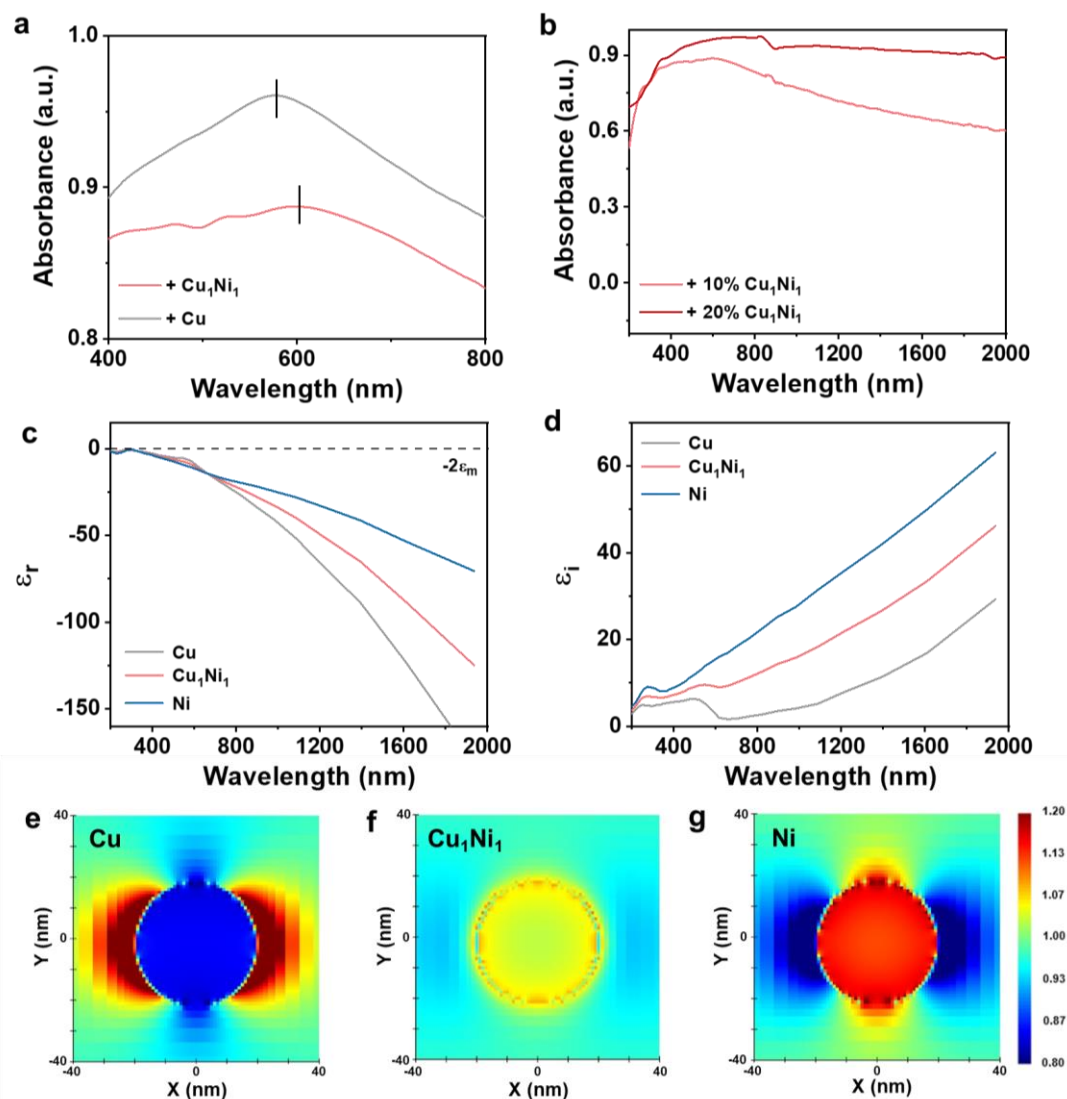 a
1.0
0.9
0.8
Absorbance (a.u.)
+ Cu₁Ni₁
+ Cu
400 600 800
Wavelength (nm)
b
0.9
0.6
0.3
0.0
Absorbance (a.u.)
+ 10% Cu₁Ni₁
+ 20% Cu₁Ni₁
400 800 1200 1600 2000
Wavelength (nm)
c
0
-50
-100
-150
εr
-2εm
Cu
Cu₁Ni₁
Ni
400 800 1200 1600 2000
Wavelength (nm)
d
60
40
20
0
εi
Cu
Cu₁Ni₁
Ni
400 800 1200 1600 2000
Wavelength (nm)
e
Cu
40
0
-40
Y (nm)
-40 0 40
X (nm)
f
Cu₁Ni₁
40
0
-40
Y (nm)
-40 0 40
X (nm)
g
Ni
40
0
-40
Y (nm)
-40 0 40
X (nm)
1.20
1.13
1.07
1.00
0.93
0.87
0.80